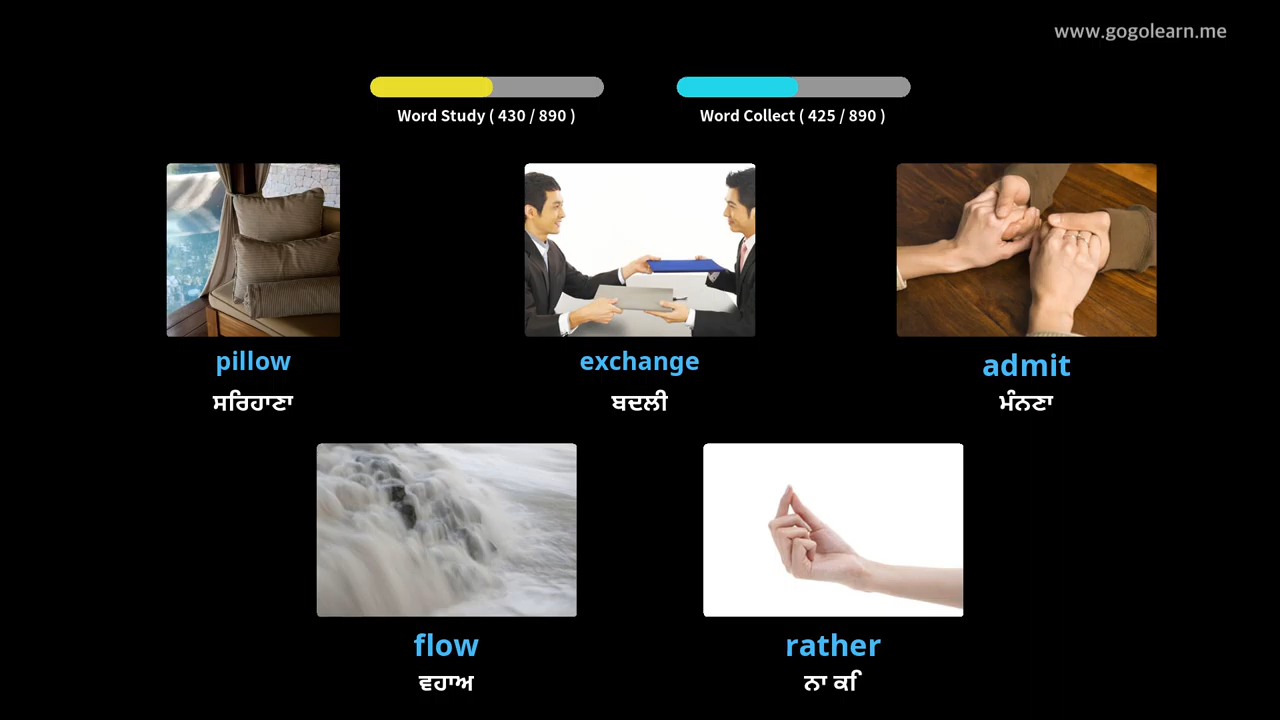 www.gogolearn.me
Word Study ( 430 / 890 )
Word Collect ( 425 / 890 )
pillow
ਸਰਿਹਾਣਾ
exchange
ਬਦਲੀ
admit
ਮੰਨਣਾ
flow
ਵਹਾਅ
rather
ਨਾ ਕਿ